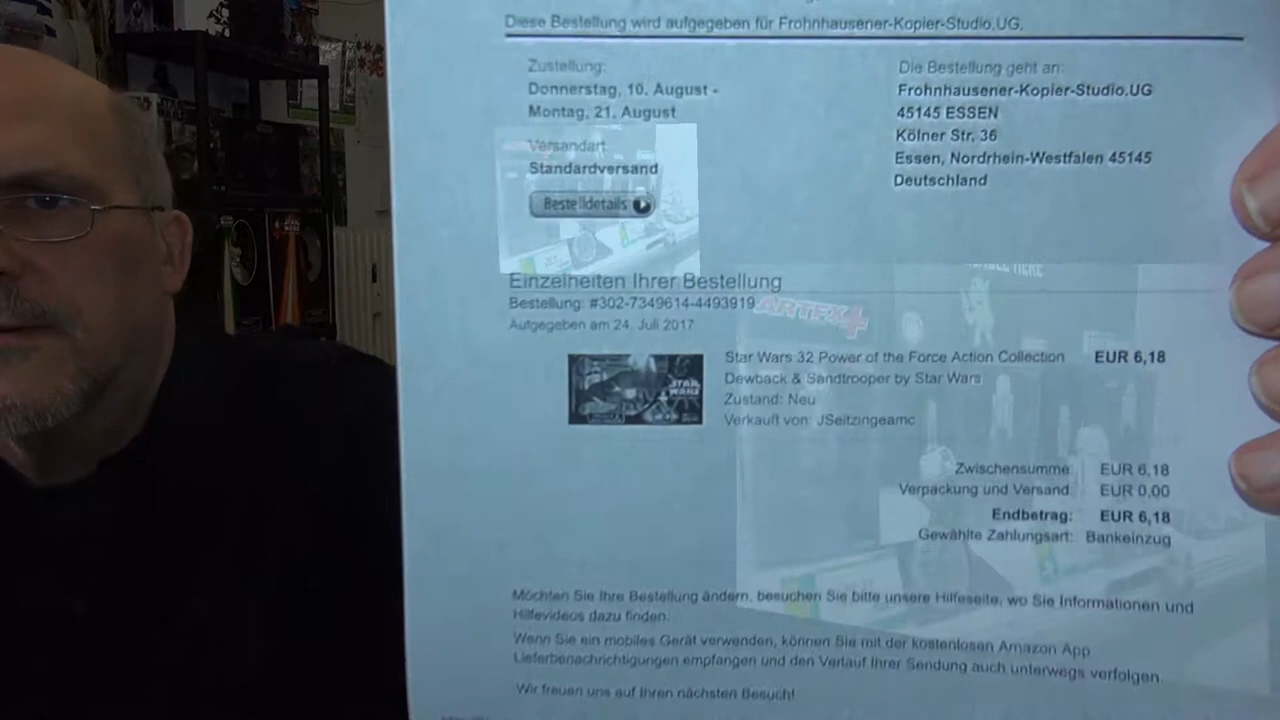 Diese Bestellung wird aufgegeben für Frohnhausener-Kopier-Studio.UG.
Zustellung:
Donnerstag, 10. August -
Montag, 21. August
Versandart
Standardversand
Bestelldetails
Die Bestellung geht an:
Frohnhausener-Kopier-Studio.UG
45145 ESSEN
Kölner Str. 36
Essen, Nordrhein-Westfalen 45145
Deutschland
Einzelheiten Ihrer Bestellung
Bestellung: #302-7349614-4493919
Aufgegeben am 24. Juli 2017
ARTFX+
STAR WARS
Star Wars 32 Power of the Force Action Collection EUR 6,18
Dewback & Sandtrooper by Star Wars
Zustand: Neu
Verkauft von: JSeitzingeamc
Zwischensumme: EUR 6,18
Verpackung und Versand: EUR 0,00
Endbetrag: EUR 6,18
Gewählte Zahlungsart: Bankeinzug
Möchten Sie Ihre Bestellung ändern, besuchen Sie bitte unsere Hilfeseite, wo Sie Informationen und
Hilfevideos dazu finden.
Wenn Sie ein mobiles Gerät verwenden, können Sie mit der kostenlosen Amazon App
Lieferbenachrichtigungen empfangen und den Verlauf Ihrer Sendung auch unterwegs verfolgen.
Wir freuen uns auf Ihren nächsten Besuch!
STAR WARS